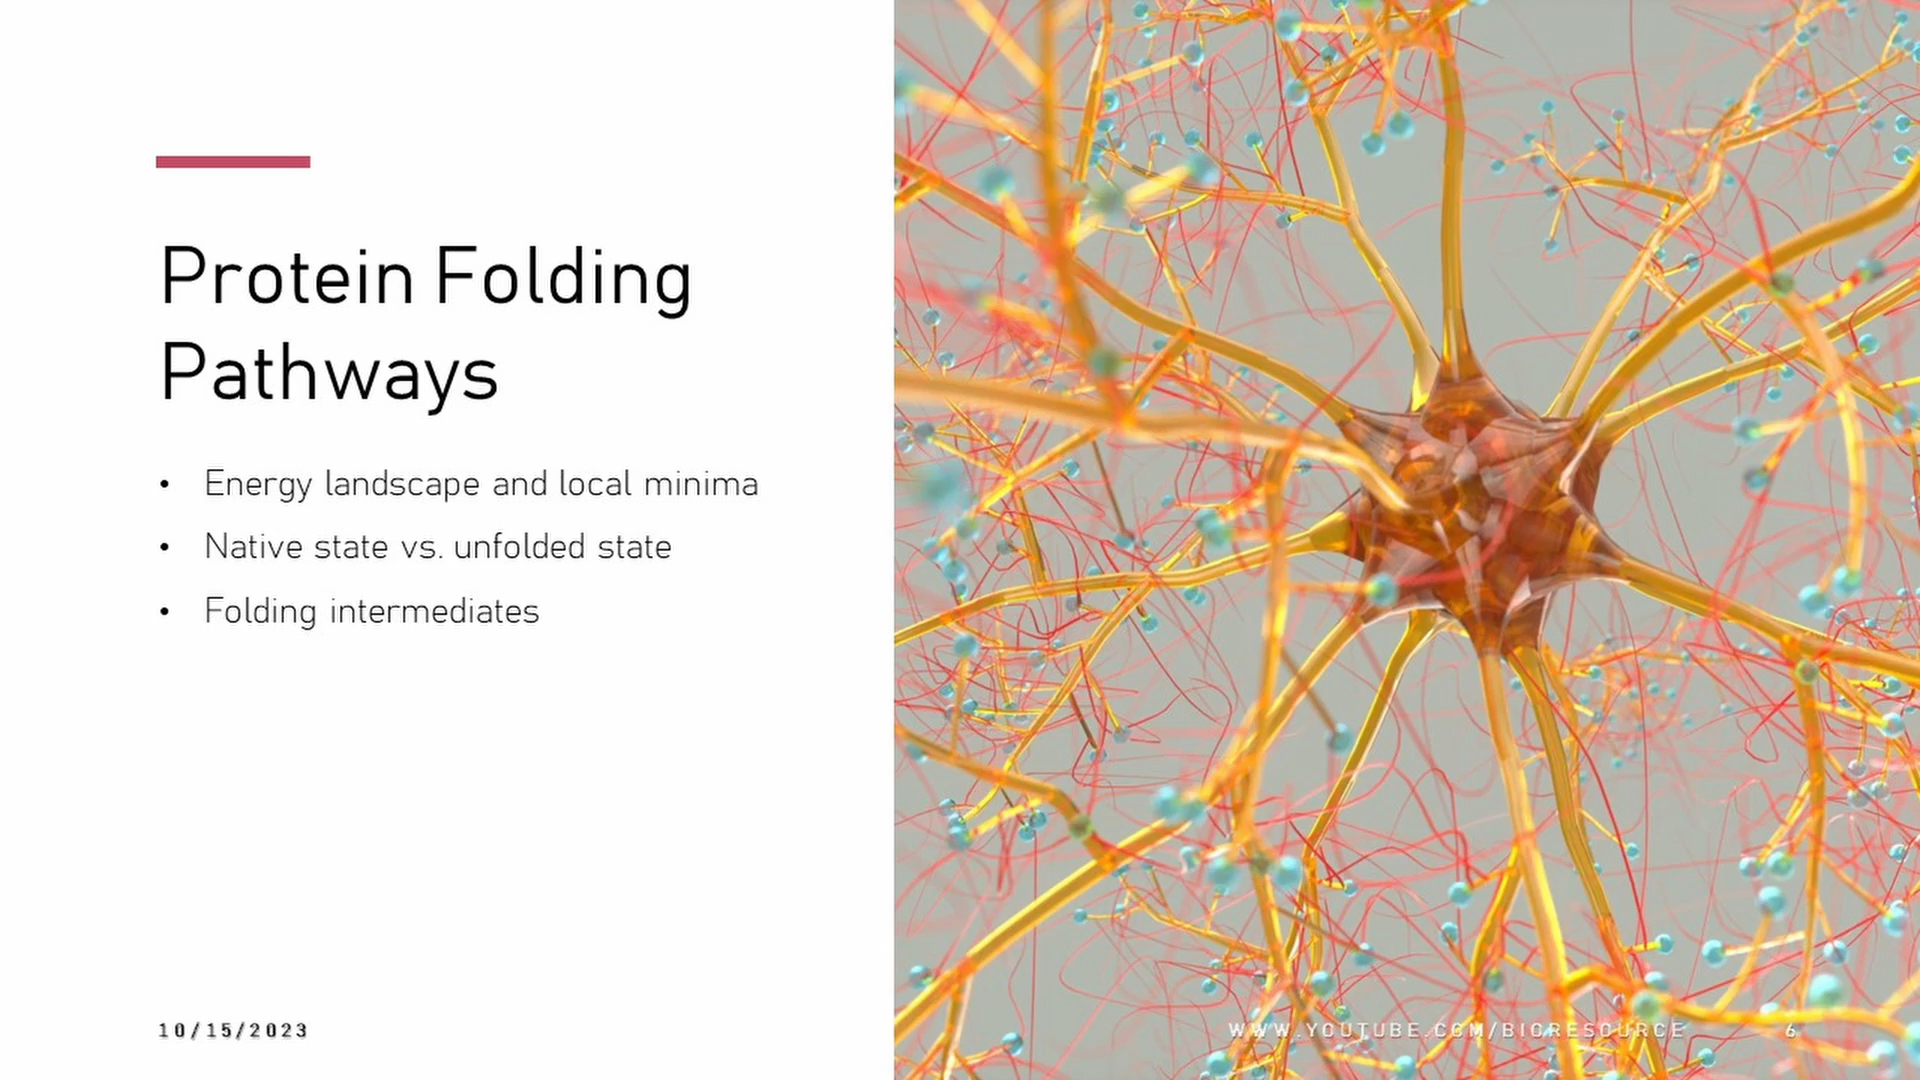 Protein Folding
Pathways
• Energy landscape and local minima
• Native state vs. unfolded state
• Folding intermediates
10/15/2023
WWW.YOUTUBE.COM/BIORESOURCE
6